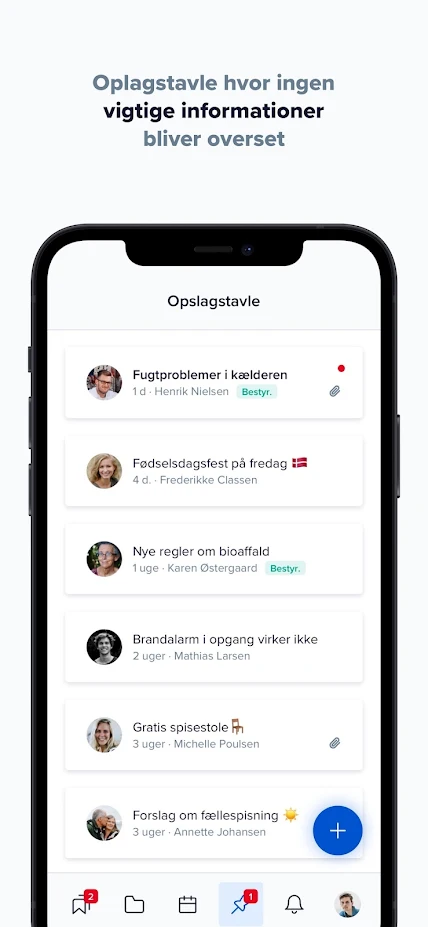 Oplagstavle hvor ingen
vigtige informationer
bliver overset
Opslagstavle
Fugtproblemer i kælderen
1 d · Henrik Nielsen Bestyr.
Fødselsdagsfest på fredag 🇩🇰
4 d. · Frederikke Classen
Nye regler om bioaffald
1 uge · Karen Østergaard Bestyr.
Brandalarm i opgang virker ikke
2 uger · Mathias Larsen
Gratis spisestole🪑
3 uger · Michelle Poulsen
Forslag om fællespisning ☀️
3 uger · Annette Johansen
2
1